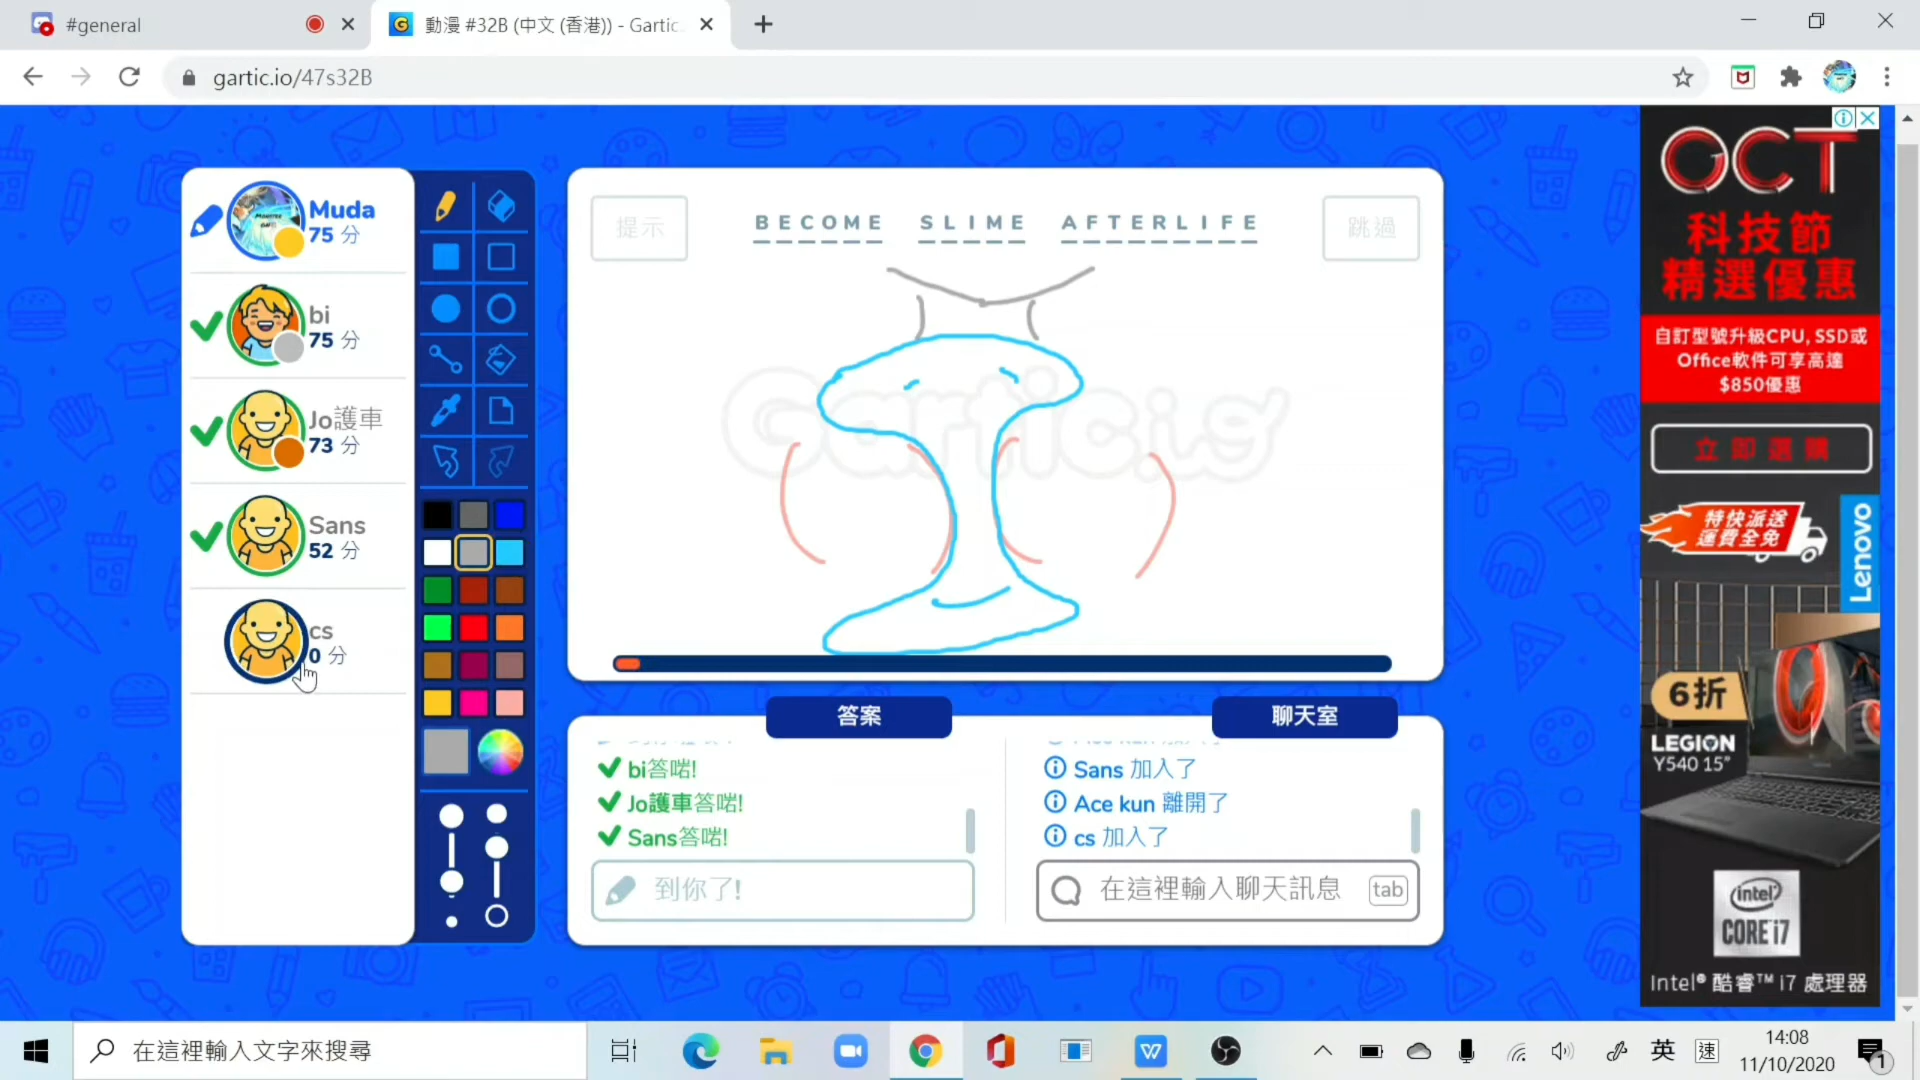 #general
動漫 #32B (中文 (香港)) - Gartic
gartic.io/47s32B
Muda
75 分
bi
75 分
Jo護車
73 分
Sans
52 分
cs
0 分
提示
BECOME SLIME AFTERLIFE
跳過
Gartic.io
答案
bi答啱!
Jo護車答啱!
Sans答啱!
到你了!
聊天室
Sans 加入了
Ace kun 離開了
cs 加入了
在這裡輸入聊天訊息
tab
OCT
科技節
精選優惠
自訂型號升級CPU, SSD或
Office軟件可享高達
$850優惠
立即選購
特快派送
運費全免
Lenovo
6折
LEGION
Y540 15"
intel
CORE i7
Intel® 酷睿™ i7 處理器
在這裡輸入文字來搜尋
英
速
14:08
11/10/2020
1